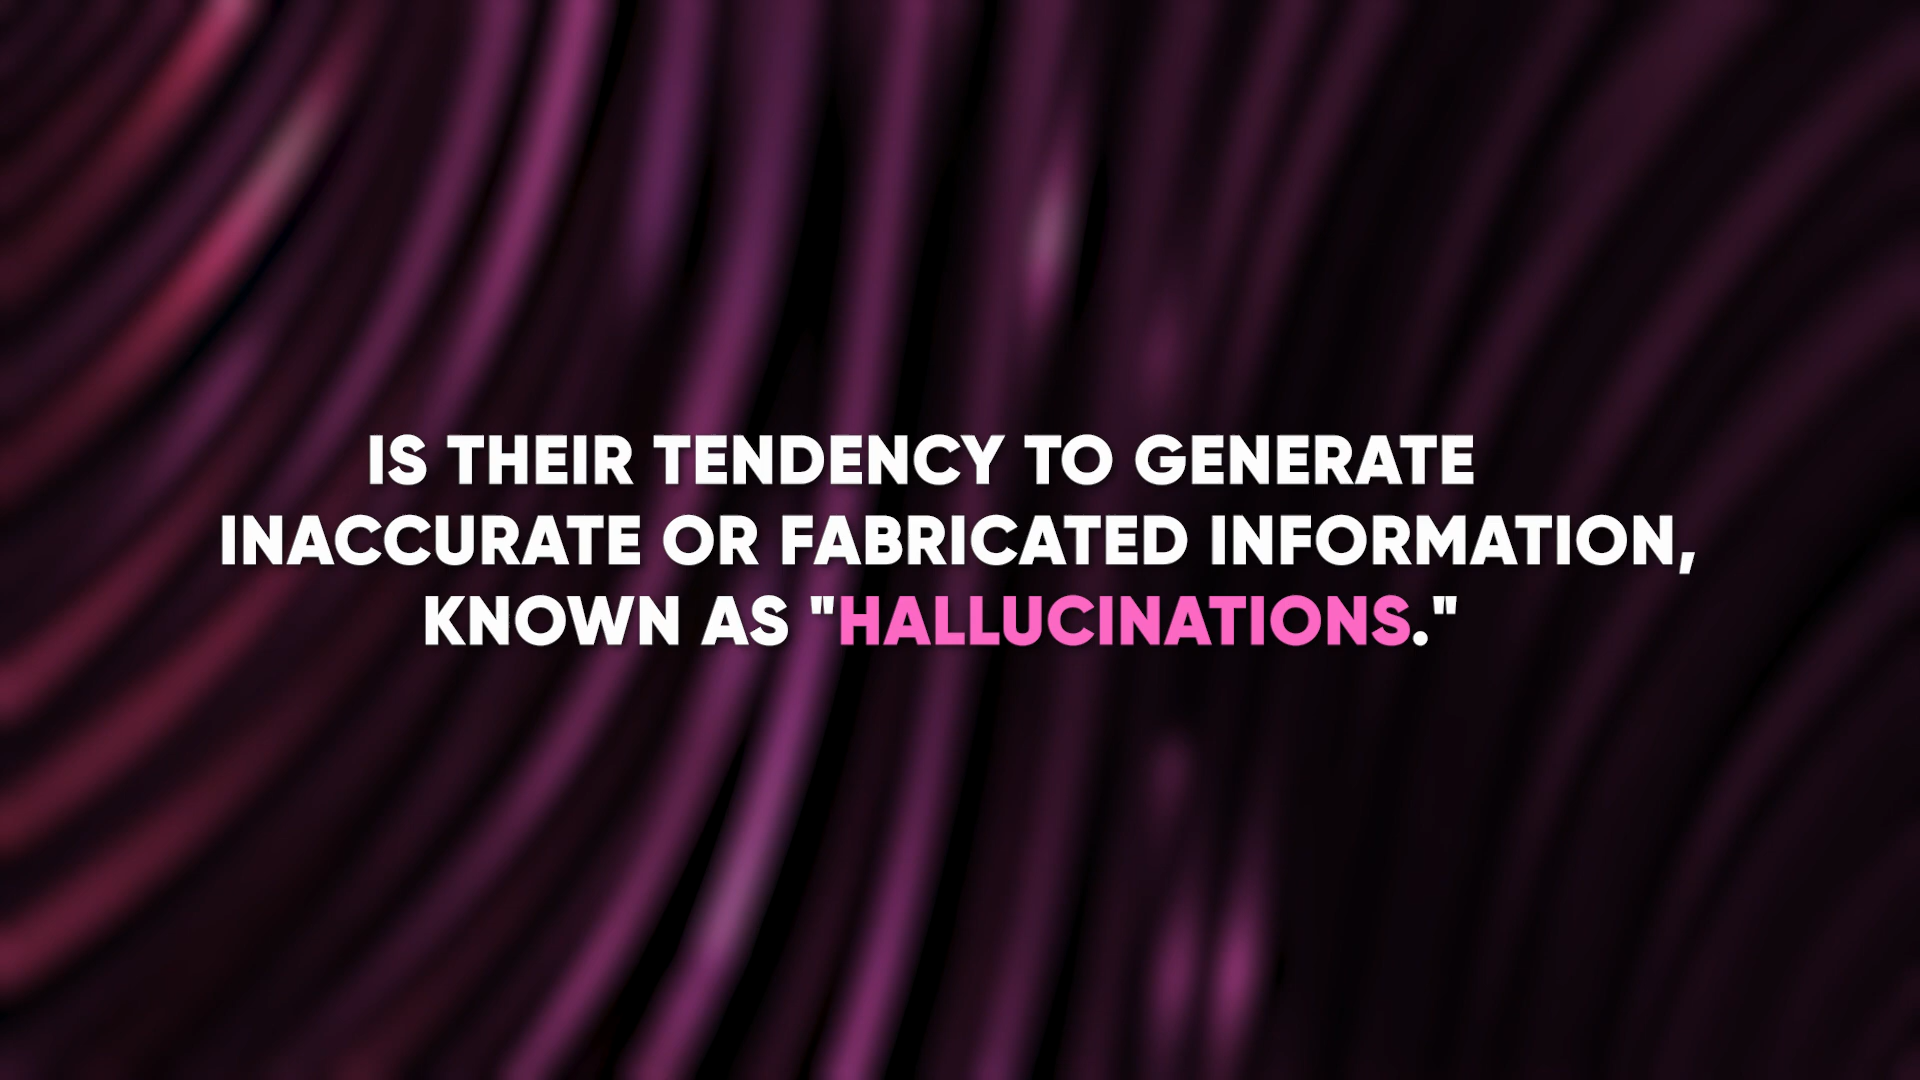 IS THEIR TENDENCY TO GENERATE
INACCURATE OR FABRICATED INFORMATION,
KNOWN AS "HALLUCINATIONS."